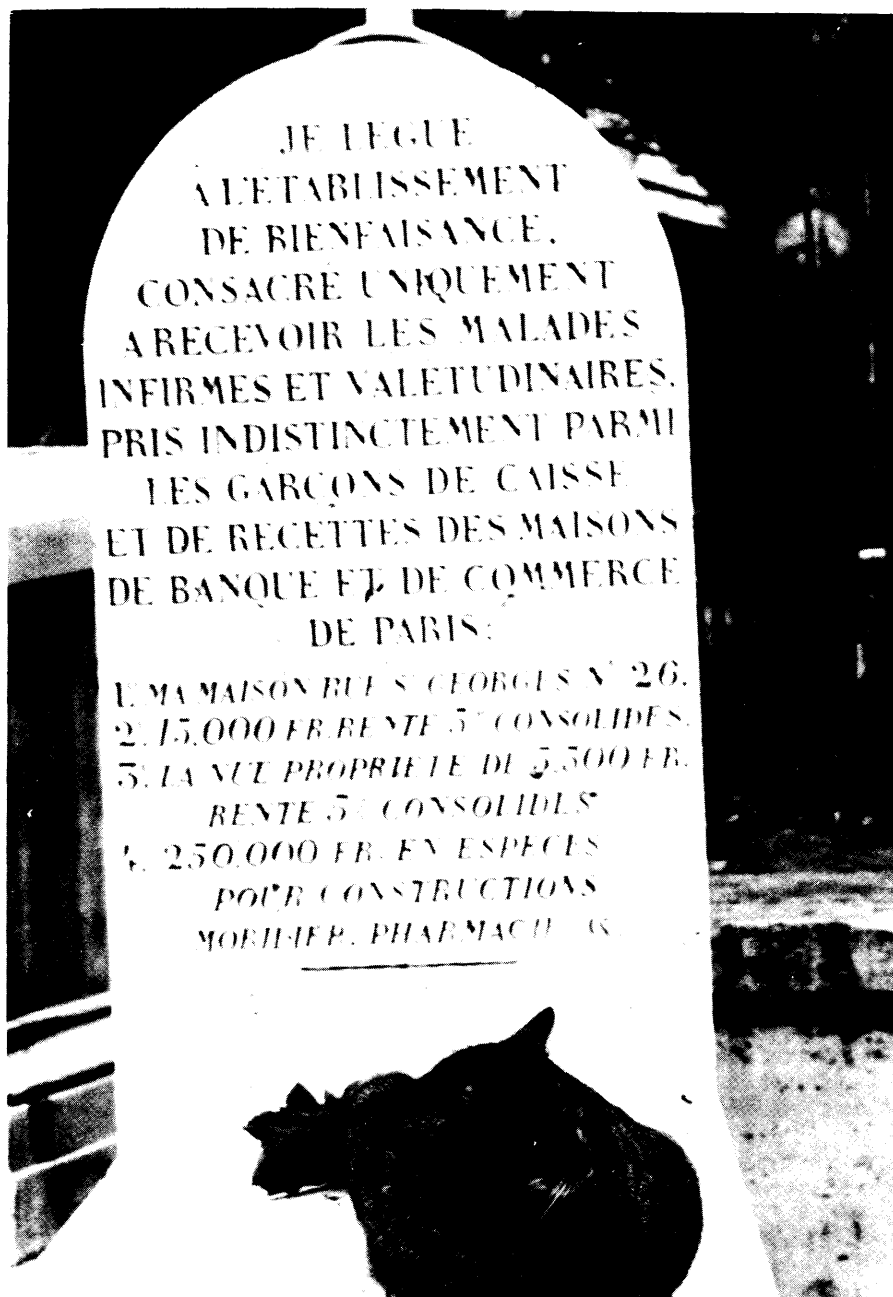 JE LEGUE
A L'ETABLISSEMENT
DE BIENFAISANCE,
CONSACRÉ UNIQUEMENT
A RECEVOIR LES MALADES
INFIRMES ET VALETUDINAIRES,
PRIS INDISTINCTEMENT PARMI
LES GARÇONS DE CAISSE
ET DE RECETTES DES MAISONS
DE BANQUE ET DE COMMERCE
DE PARIS:
1° MA MAISON RUE St GEORGES N° 26.
2° 15,000 FR. RENTE 5% CONSOLIDES.
3° LA NUE PROPRIETE DE 5,500 FR.
RENTE 5% CONSOLIDES
4° 250,000 FR. EN ESPECES
POUR CONSTRUCTIONS
MOBILIER, PHARMACIE